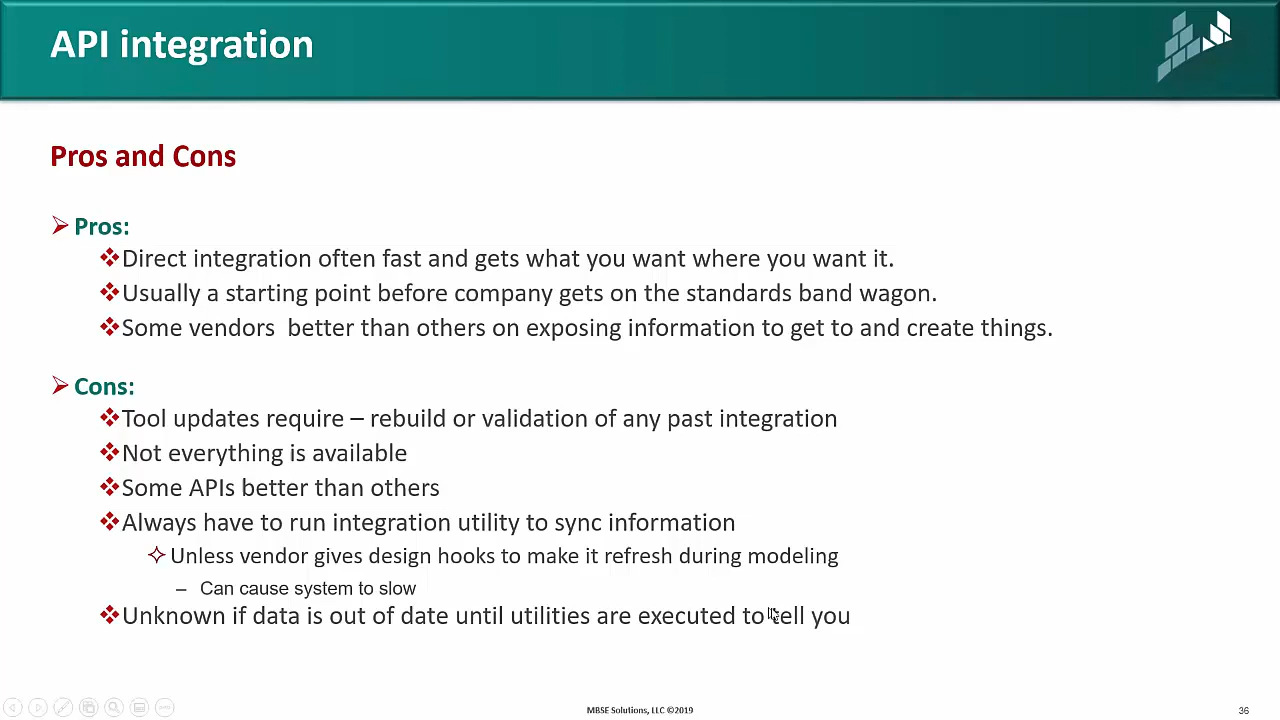 API integration
Pros and Cons
Pros:
Direct integration often fast and gets what you want where you want it.
Usually a starting point before company gets on the standards band wagon.
Some vendors  better than others on exposing information to get to and create things.
Cons:
Tool updates require – rebuild or validation of any past integration
Not everything is available
Some APIs better than others
Always have to run integration utility to sync information
Unless vendor gives design hooks to make it refresh during modeling
– Can cause system to slow
Unknown if data is out of date until utilities are executed to tell you
MBSE Solutions, LLC ©2019
36